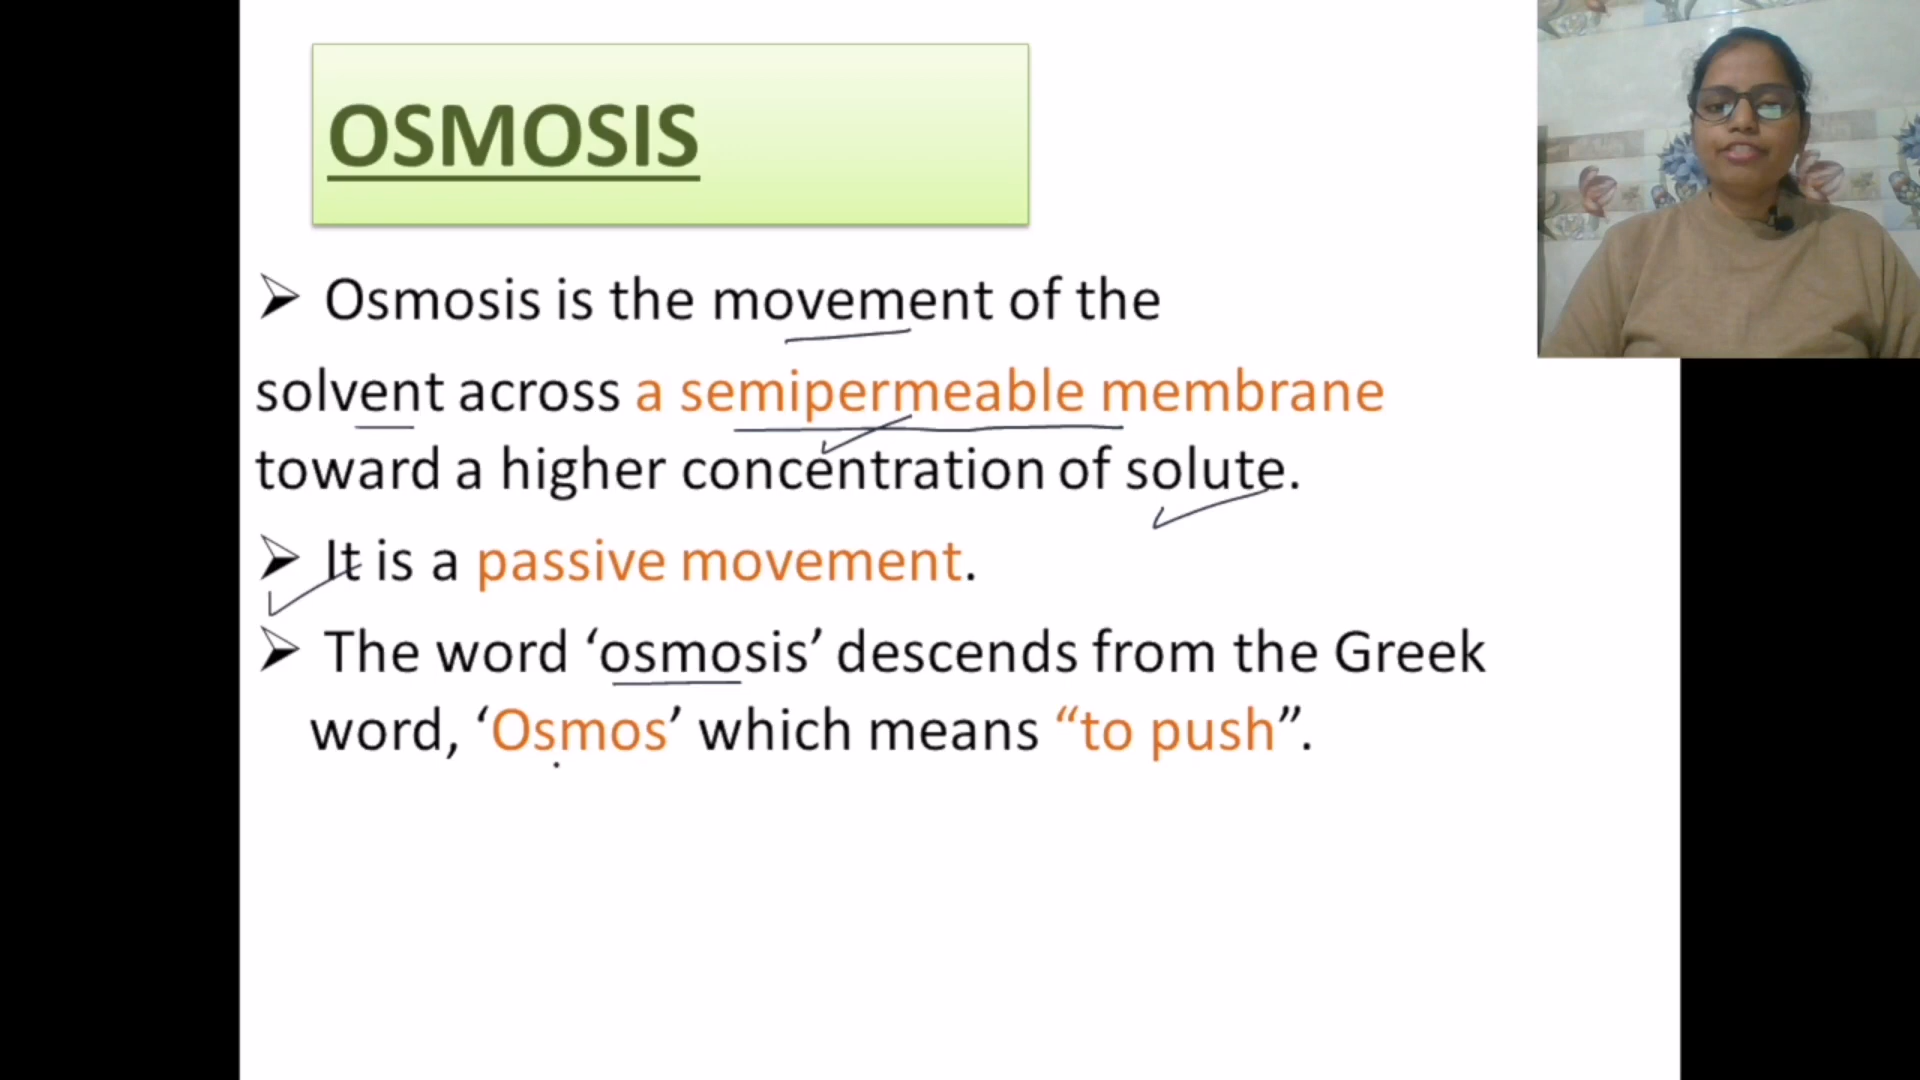 OSMOSIS
➢ Osmosis is the movement of the
solvent across a semipermeable membrane
toward a higher concentration of solute.
➢ It is a passive movement.
➢ The word ‘osmosis’ descends from the Greek
word, ‘Osmos’ which means “to push”.